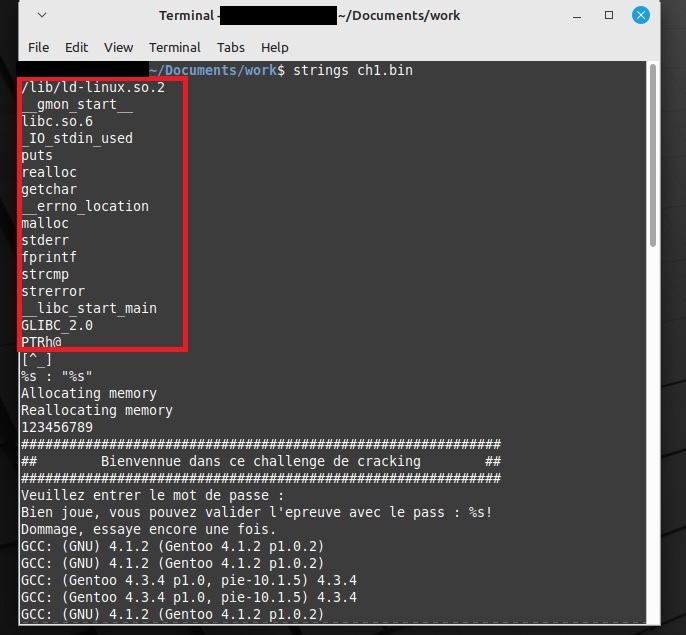 Terminal - ~/Documents/work
File Edit View Terminal Tabs Help
~/Documents/work$ strings ch1.bin
/lib/ld-linux.so.2
__gmon_start__
libc.so.6
_IO_stdin_used
puts
realloc
getchar
__errno_location
malloc
stderr
fprintf
strcmp
strerror
__libc_start_main
GLIBC_2.0
PTRh@
[^_]
%s : "%s"
Allocating memory
Reallocating memory
123456789
############################################################
##        Bienvennue dans ce challenge de cracking        ##
############################################################
Veuillez entrer le mot de passe :
Bien joue, vous pouvez valider l'epreuve avec le pass : %s!
Dommage, essaye encore une fois.
GCC: (GNU) 4.1.2 (Gentoo 4.1.2 p1.0.2)
GCC: (GNU) 4.1.2 (Gentoo 4.1.2 p1.0.2)
GCC: (Gentoo 4.3.4 p1.0, pie-10.1.5) 4.3.4
GCC: (Gentoo 4.3.4 p1.0, pie-10.1.5) 4.3.4
GCC: (GNU) 4.1.2 (Gentoo 4.1.2 p1.0.2)